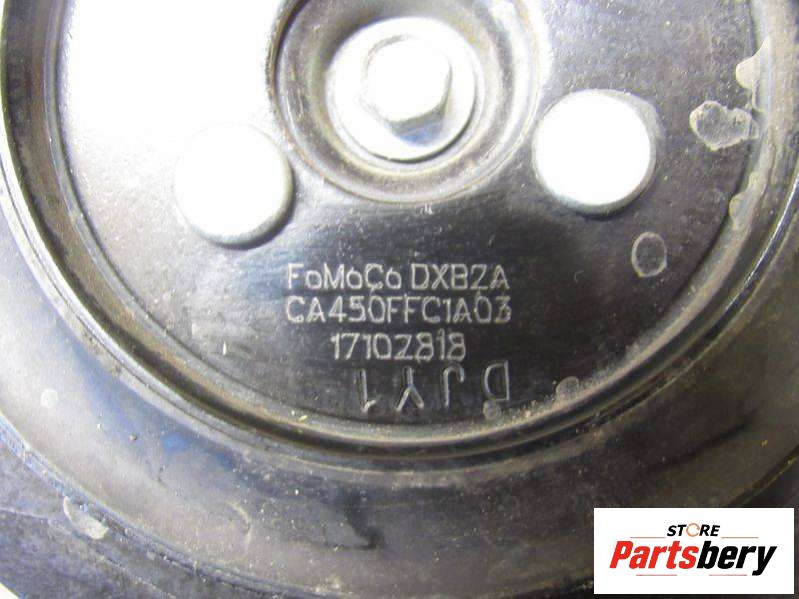 FoMoCo DXB2A
CA450FFC1A03
17102818
DJY1
STORE
Partsbery